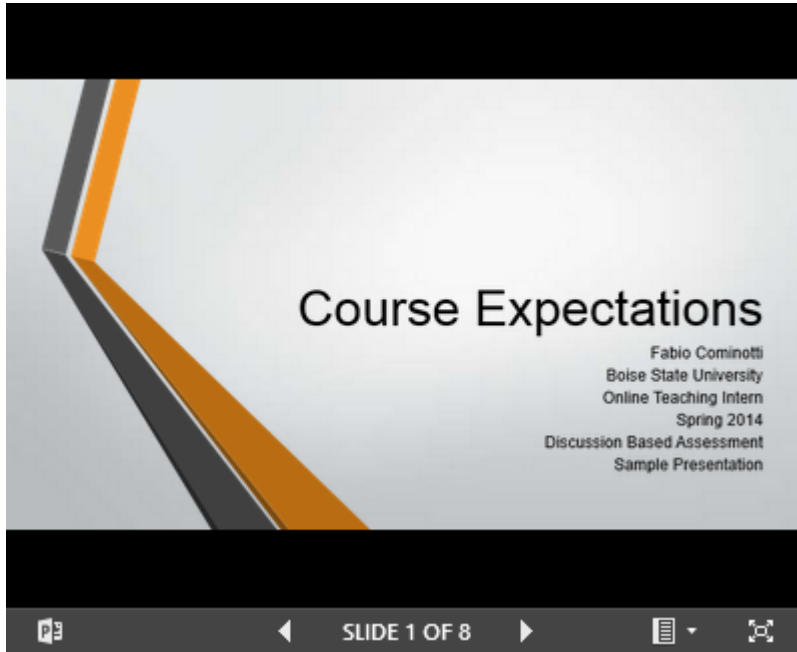 Course Expectations
Fabio Cominotti
Boise State University
Online Teaching Intern
Spring 2014
Discussion Based Assessment
Sample Presentation
SLIDE 1 OF 8